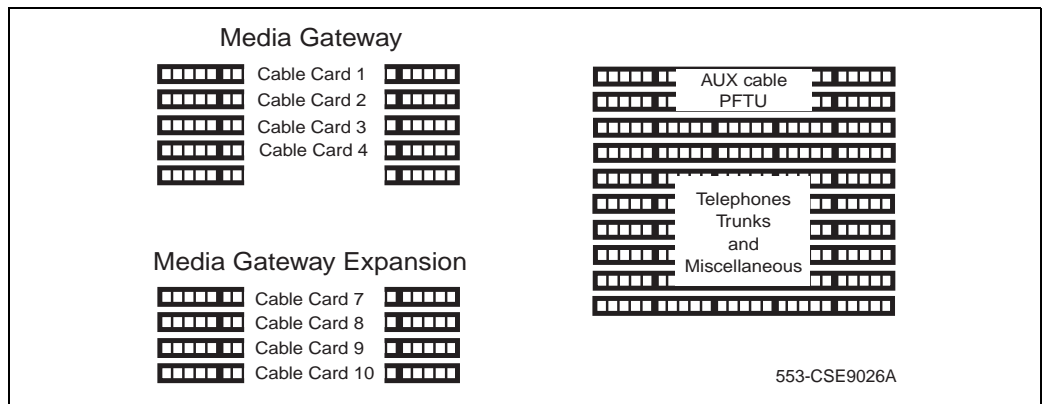 Media Gateway
Cable Card 1
Cable Card 2
Cable Card 3
Cable Card 4
Media Gateway Expansion
Cable Card 7
Cable Card 8
Cable Card 9
Cable Card 10
AUX cable
PFTU
Telephones
Trunks
and
Miscellaneous
553-CSE9026A